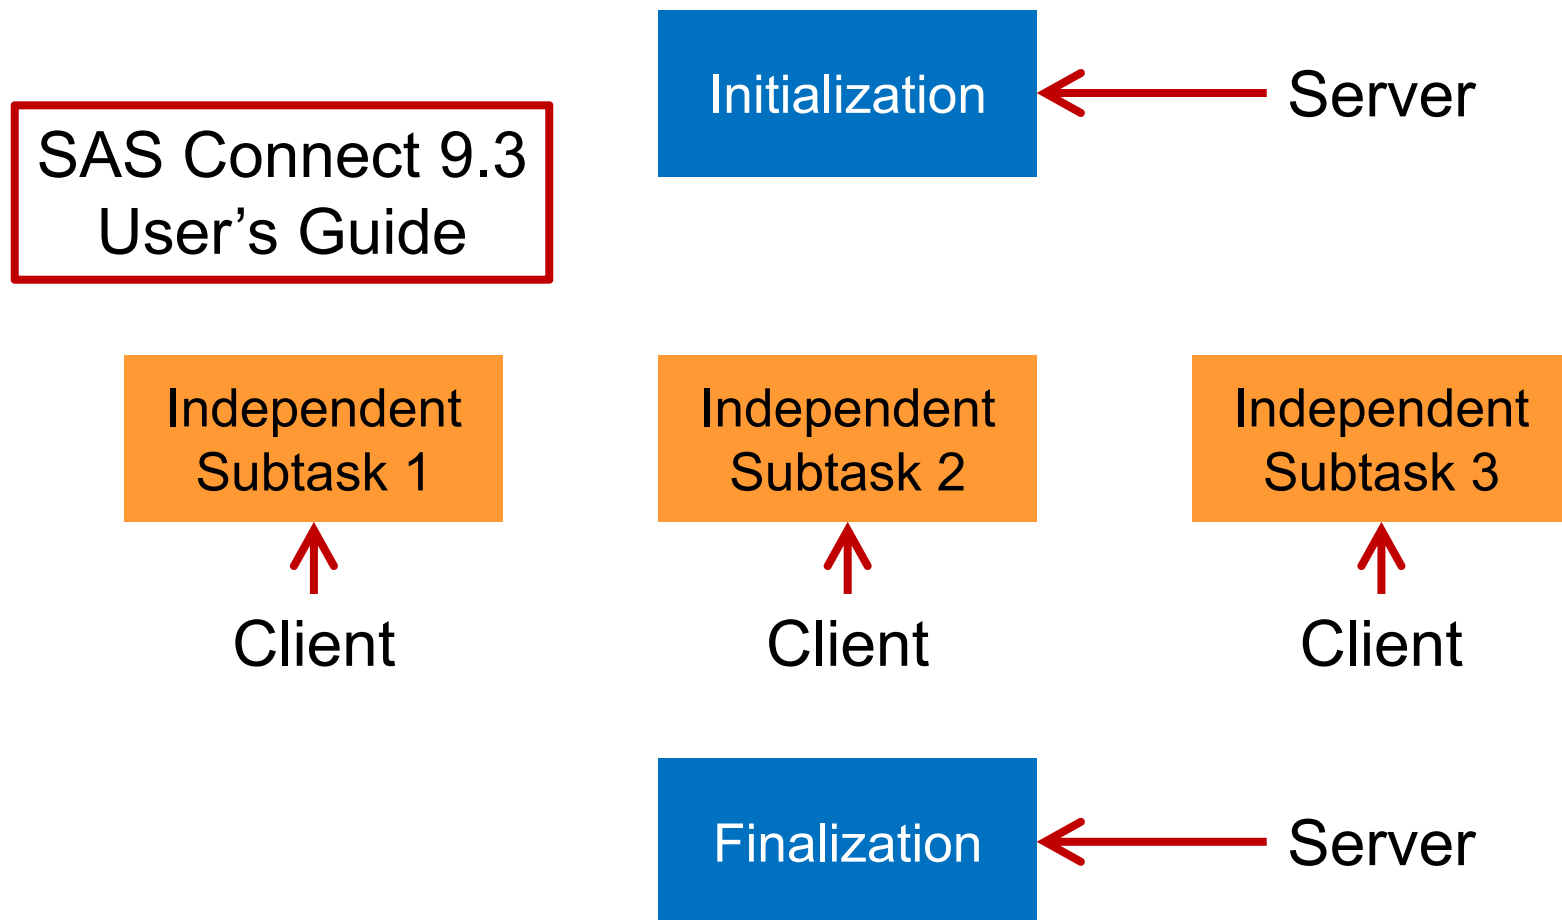 Initialization
Server
SAS Connect 9.3
User’s Guide
Independent
Subtask 1
Independent
Subtask 2
Independent
Subtask 3
Client
Client
Client
Finalization
Server